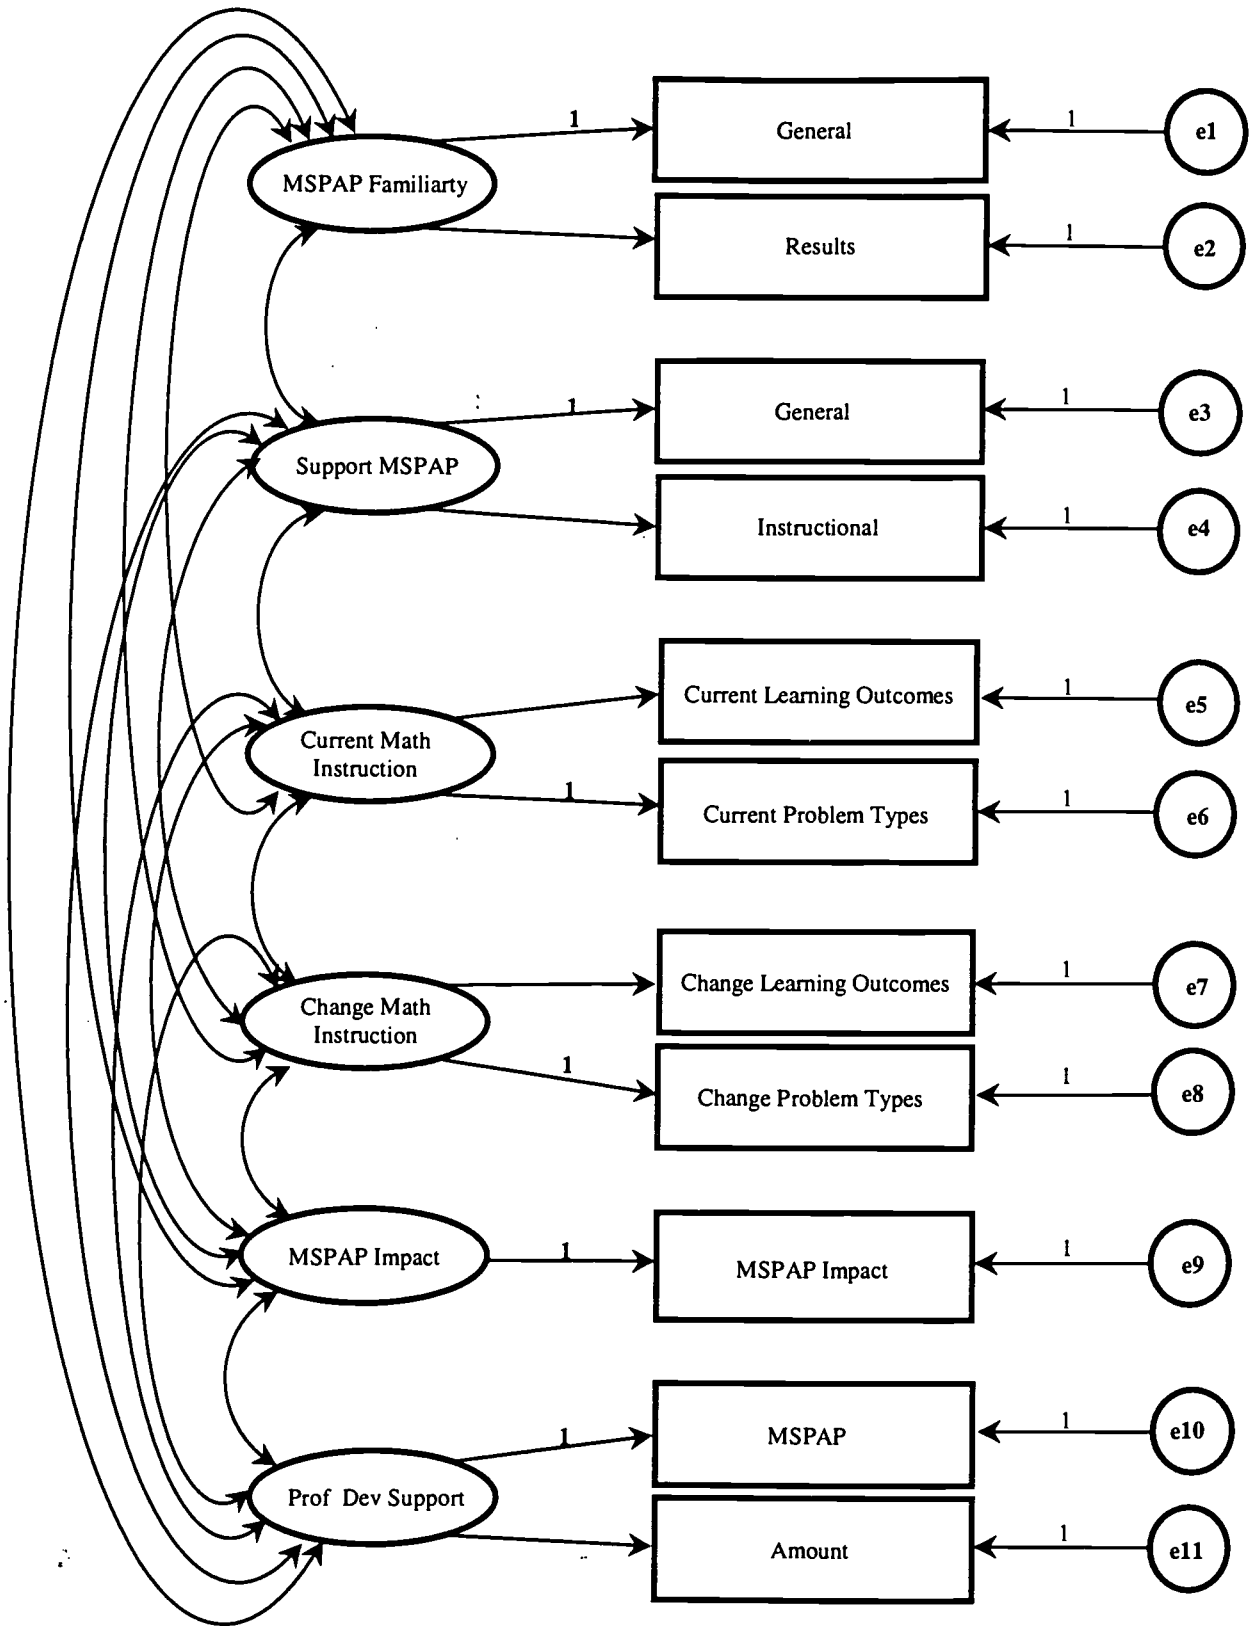 1
General
1
e1
MSPAP Familiarty
Results
1
e2
1
General
1
e3
Support MSPAP
Instructional
1
e4
Current Learning Outcomes
1
e5
Current Math
Instruction
1
Current Problem Types
1
e6
Change Learning Outcomes
1
e7
Change Math
Instruction
1
Change Problem Types
1
e8
MSPAP Impact
1
MSPAP Impact
1
e9
1
MSPAP
1
e10
Prof Dev Support
Amount
1
e11